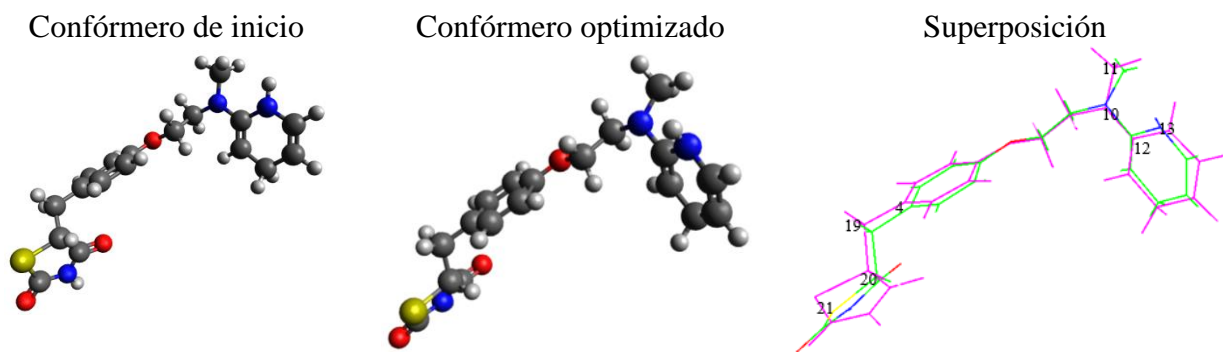 Confórmero de inicio
Confórmero optimizado
Superposición
11
10
13
12
4
19
20
21